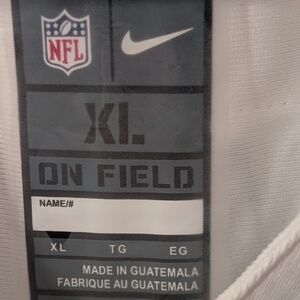 NFL
XL
ON FIELD
NAME/#
XL TG EG
MADE IN GUATEMALA
FABRIQUE AU GUATEMALA